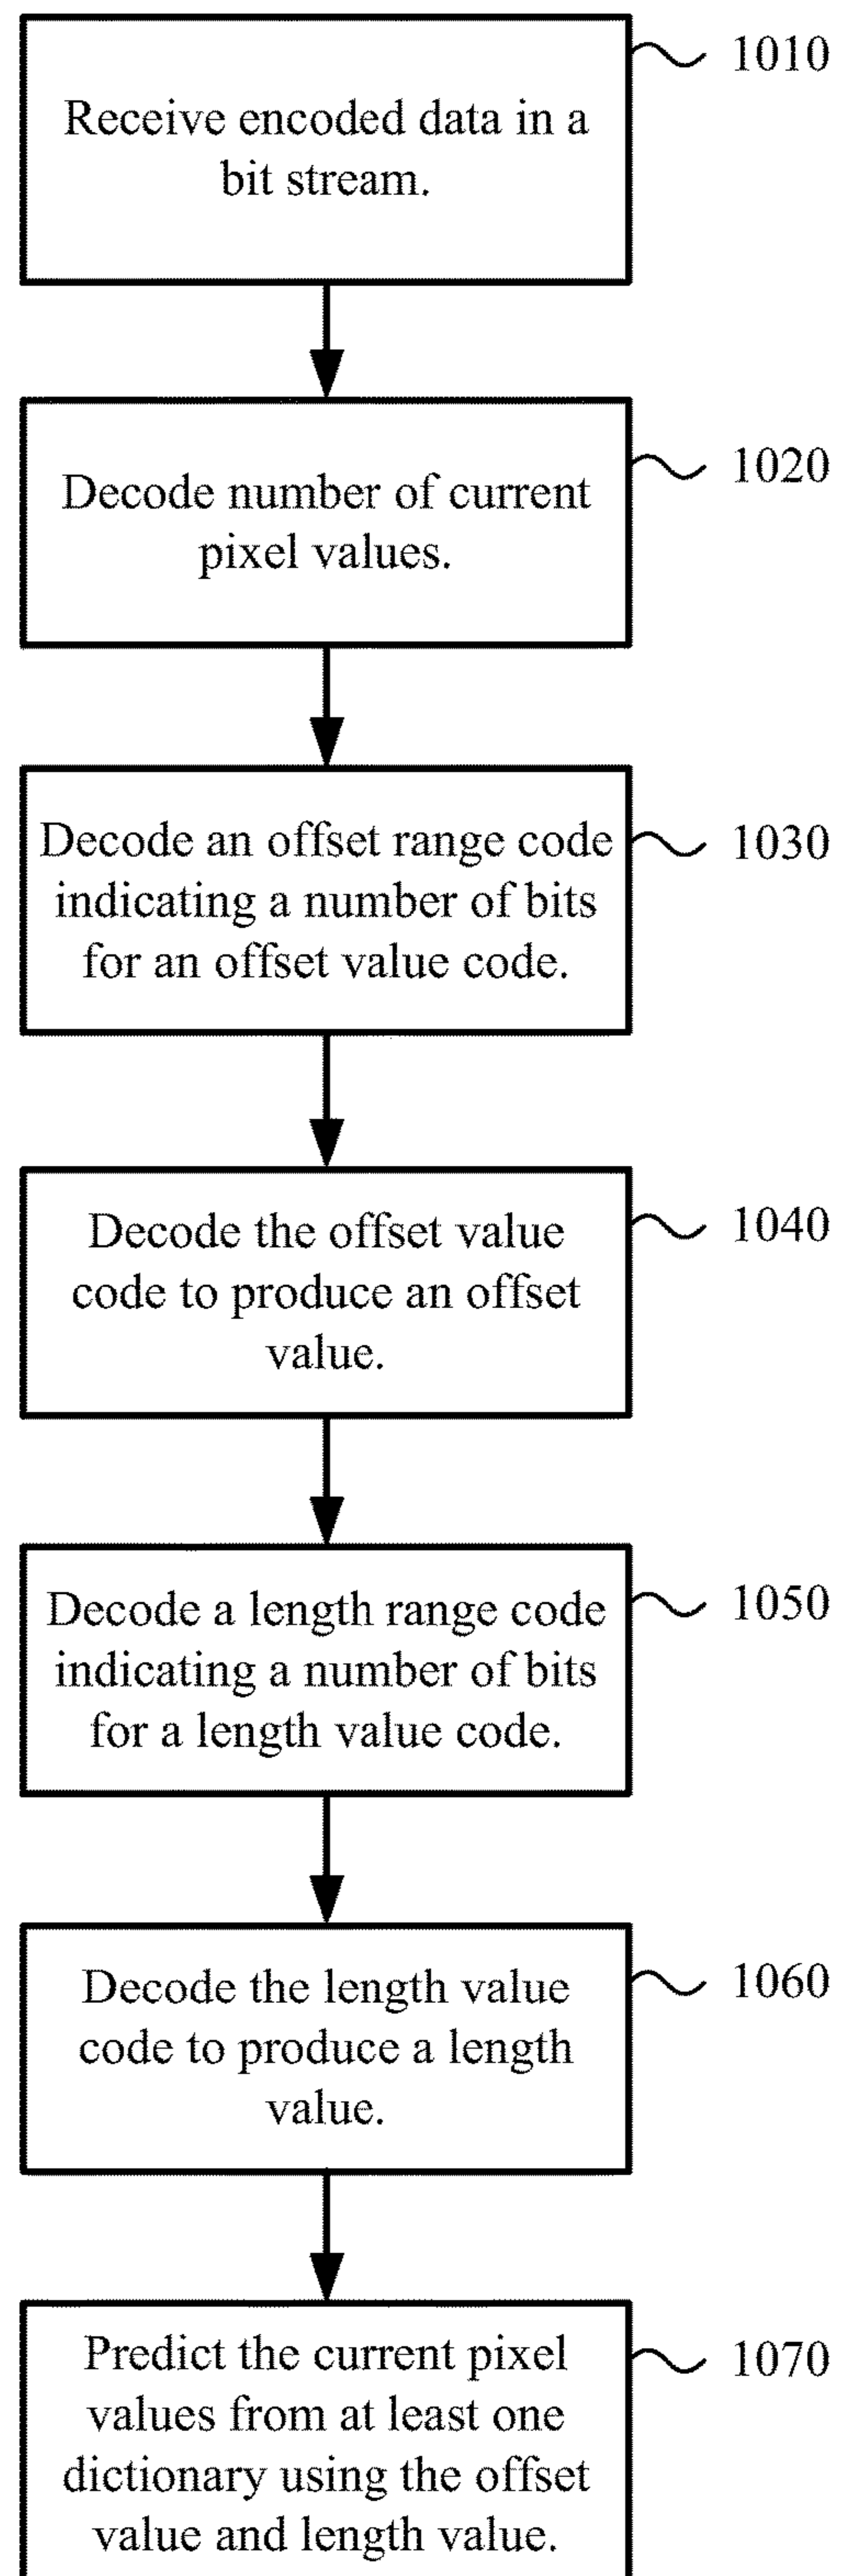 1010
Receive encoded data in a
bit stream.
1020
Decode number of current
pixel values.
1030
Decode an offset range code
indicating a number of bits
for an offset value code.
1040
Decode the offset value
code to produce an offset
value.
1050
Decode a length range code
indicating a number of bits
for a length value code.
1060
Decode the length value
code to produce a length
value.
1070
Predict the current pixel
values from at least one
dictionary using the offset
value and length value.